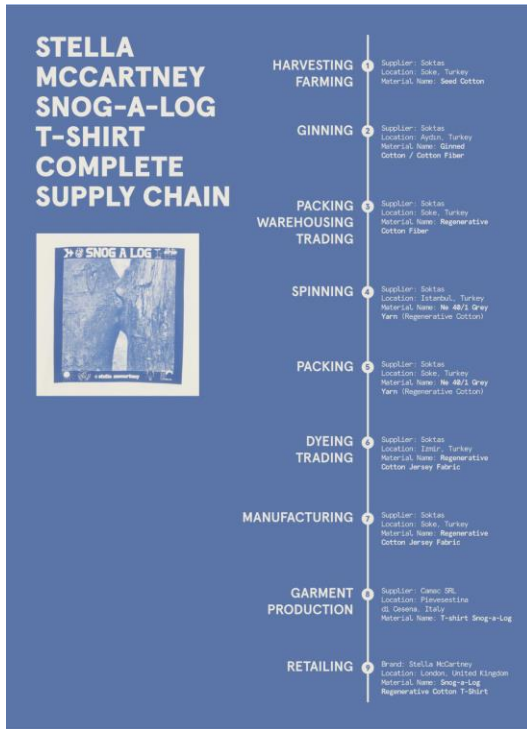 STELLA
MCCARTNEY
SNOG-A-LOG
T-SHIRT
COMPLETE
SUPPLY CHAIN
SNOG A LOG
stella mccartney
HARVESTING
FARMING
1
Supplier: Soktas
Location: Soke, Turkey
Material Name: Seed Cotton
GINNING
2
Supplier: Soktas
Location: Aydın, Turkey
Material Name: Ginned
Cotton / Cotton Fiber
PACKING
WAREHOUSING
TRADING
3
Supplier: Soktas
Location: Soke, Turkey
Material Name: Regenerative
Cotton Fiber
SPINNING
4
Supplier: Soktas
Location: Istanbul, Turkey
Material Name: Ne 40/1 Grey
Yarn (Regenerative Cotton)
PACKING
5
Supplier: Soktas
Location: Soke, Turkey
Material Name: Ne 40/1 Grey
Yarn (Regenerative Cotton)
DYEING
TRADING
6
Supplier: Soktas
Location: Izmir, Turkey
Material Name: Regenerative
Cotton Jersey Fabric
MANUFACTURING
7
Supplier: Soktas
Location: Soke, Turkey
Material Name: Regenerative
Cotton Jersey Fabric
GARMENT
PRODUCTION
8
Supplier: Camac SRL
Location: Pievesestina
di Cesena, Italy
Material Name: T-shirt Snog-a-Log
RETAILING
9
Brand: Stella McCartney
Location: London, United Kingdom
Material Name: Snog-a-Log
Regenerative Cotton T-Shirt